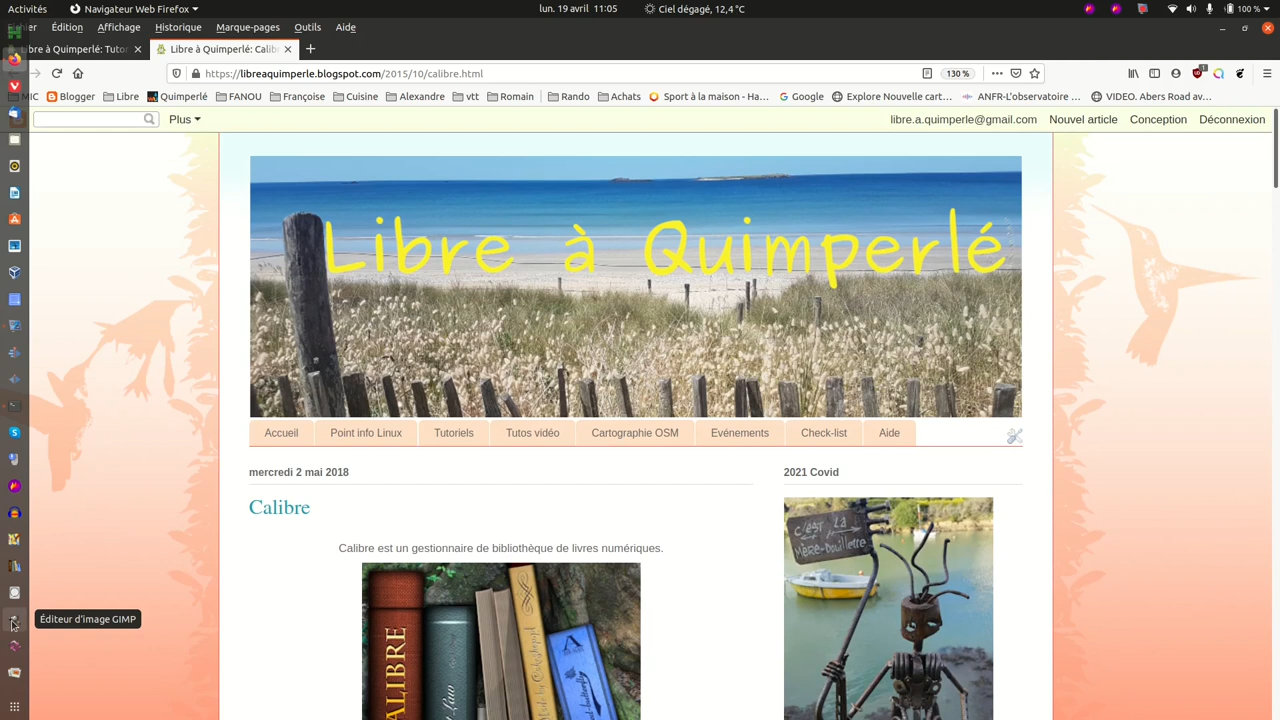 Activités
Navigateur Web Firefox
lun. 19 avril 11:05
Ciel dégagé, 12,4 °C
100 %
Édition Affichage Historique Marque-pages Outils Aide
Libre à Quimperlé: Tutor
Libre à Quimperlé: Calib
https://libreaquimperle.blogspot.com/2015/10/calibre.html
130 %
MIC Blogger Libre Quimperlé FANOU Françoise Cuisine Alexandre vtt Romain Rando Achats Sport à la maison - Ha… Google Explore Nouvelle cart… ANFR-L'observatoire … VIDEO. Abers Road av…
Plus
libre.a.quimperle@gmail.com Nouvel article Conception Déconnexion
Libre à Quimperlé
Accueil Point info Linux Tutoriels Tutos vidéo Cartographie OSM Evénements Check-list Aide
mercredi 2 mai 2018
2021 Covid
Calibre
c'est la
Mère-bouillette
Calibre est un gestionnaire de bibliothèque de livres numériques.
Éditeur d'image GIMP